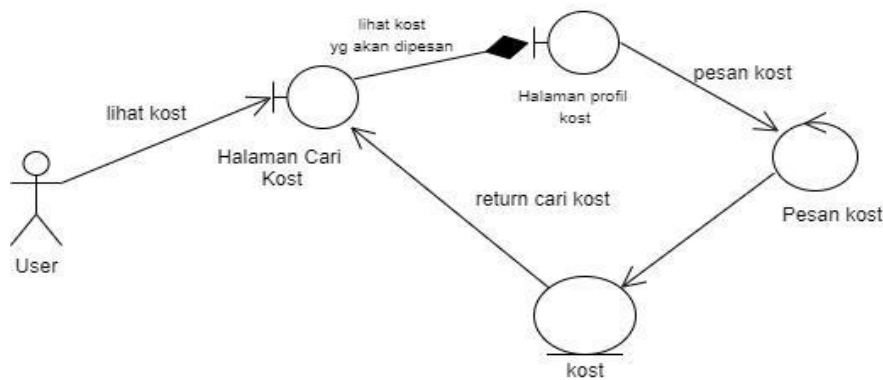 lihat kost
yg akan dipesan
pesan kost
Halaman profil
kost
lihat kost
Halaman Cari
Kost
return cari kost
Pesan kost
User
kost